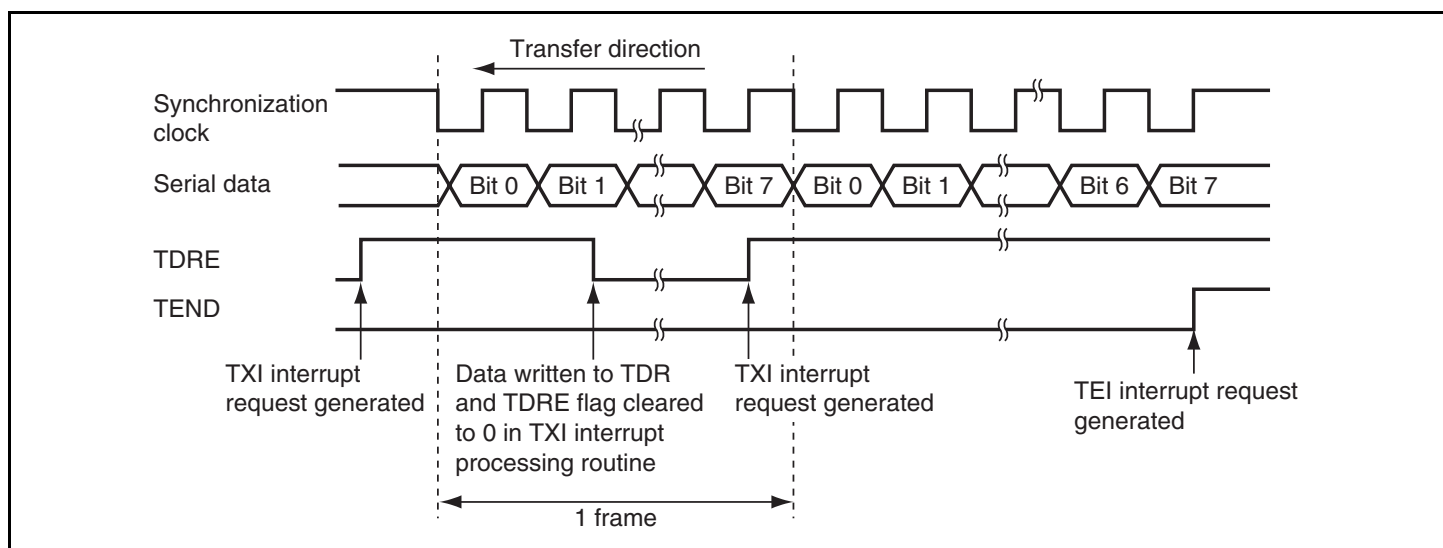 Transfer direction
Synchronization
clock
Serial data
Bit 0
Bit 1
Bit 7
Bit 0
Bit 1
Bit 6
Bit 7
TDRE
TEND
TXI interrupt
request generated
Data written to TDR
and TDRE flag cleared
to 0 in TXI interrupt
processing routine
TXI interrupt
request generated
TEI interrupt request
generated
1 frame